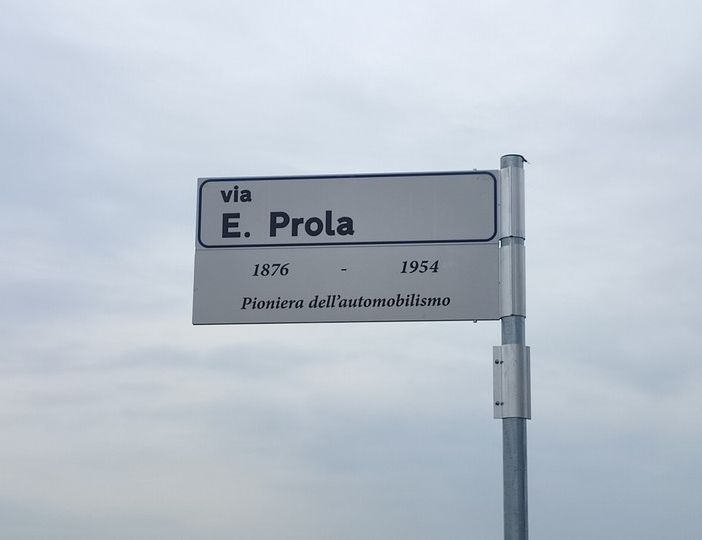 via
E. Prola
1876 - 1954
Pioniera dell'automobilismo